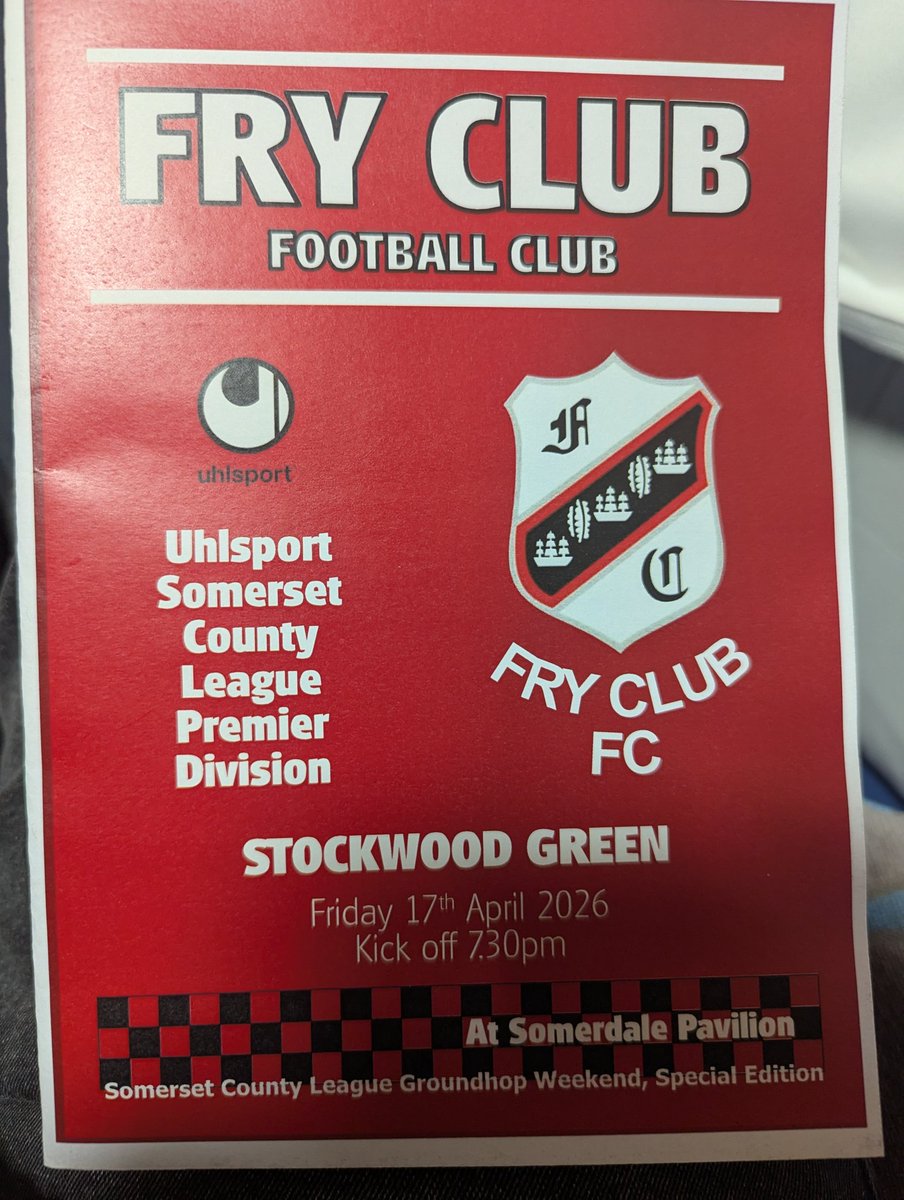 FRY CLUB
FOOTBALL CLUB
uhlsport
Uhlsport
Somerset
County
League
Premier
Division
F
C
FRY CLUB
FC
STOCKWOOD GREEN
Friday 17th April 2026
Kick off 7.30pm
At Somerdale Pavilion
Somerset County League Groundhop Weekend, Special Edition